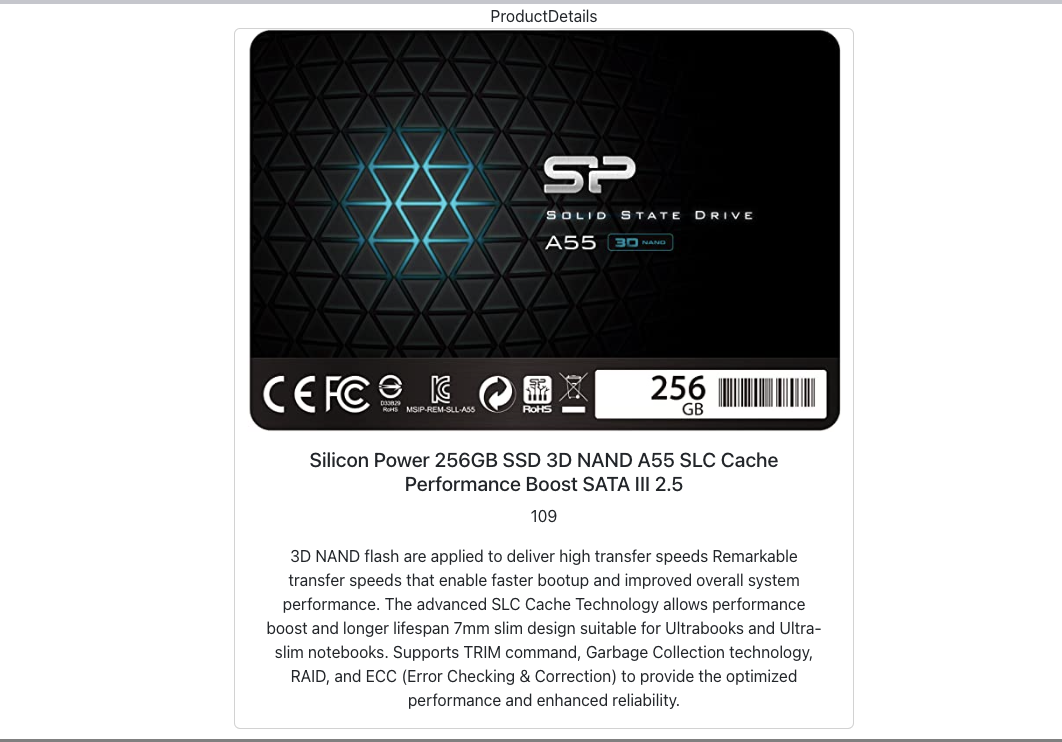 ProductDetails
SP
SOLID STATE DRIVE
A55 3D NAND
CE FC D33B29 RoHS MSIP-REM-SLL-A55 SP RoHS
256
GB
Silicon Power 256GB SSD 3D NAND A55 SLC Cache
Performance Boost SATA III 2.5
109
3D NAND flash are applied to deliver high transfer speeds Remarkable
transfer speeds that enable faster bootup and improved overall system
performance. The advanced SLC Cache Technology allows performance
boost and longer lifespan 7mm slim design suitable for Ultrabooks and Ultra-
slim notebooks. Supports TRIM command, Garbage Collection technology,
RAID, and ECC (Error Checking & Correction) to provide the optimized
performance and enhanced reliability.